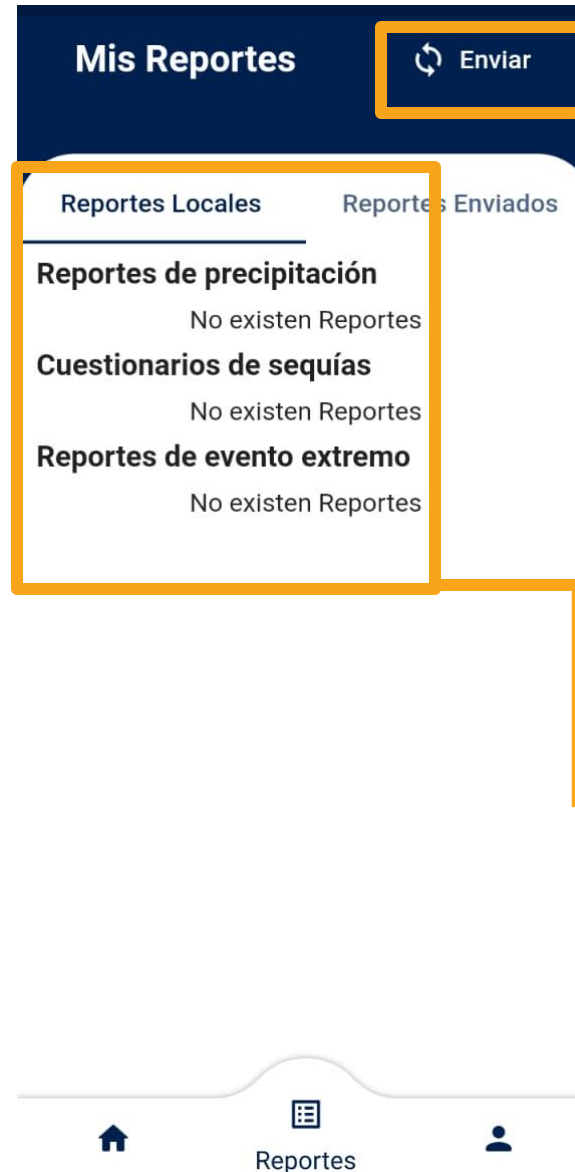 Mis Reportes
Enviar
Reportes Locales
Reportes Enviados
Reportes de precipitación
No existen Reportes
Cuestionarios de sequías
No existen Reportes
Reportes de evento extremo
No existen Reportes
Reportes